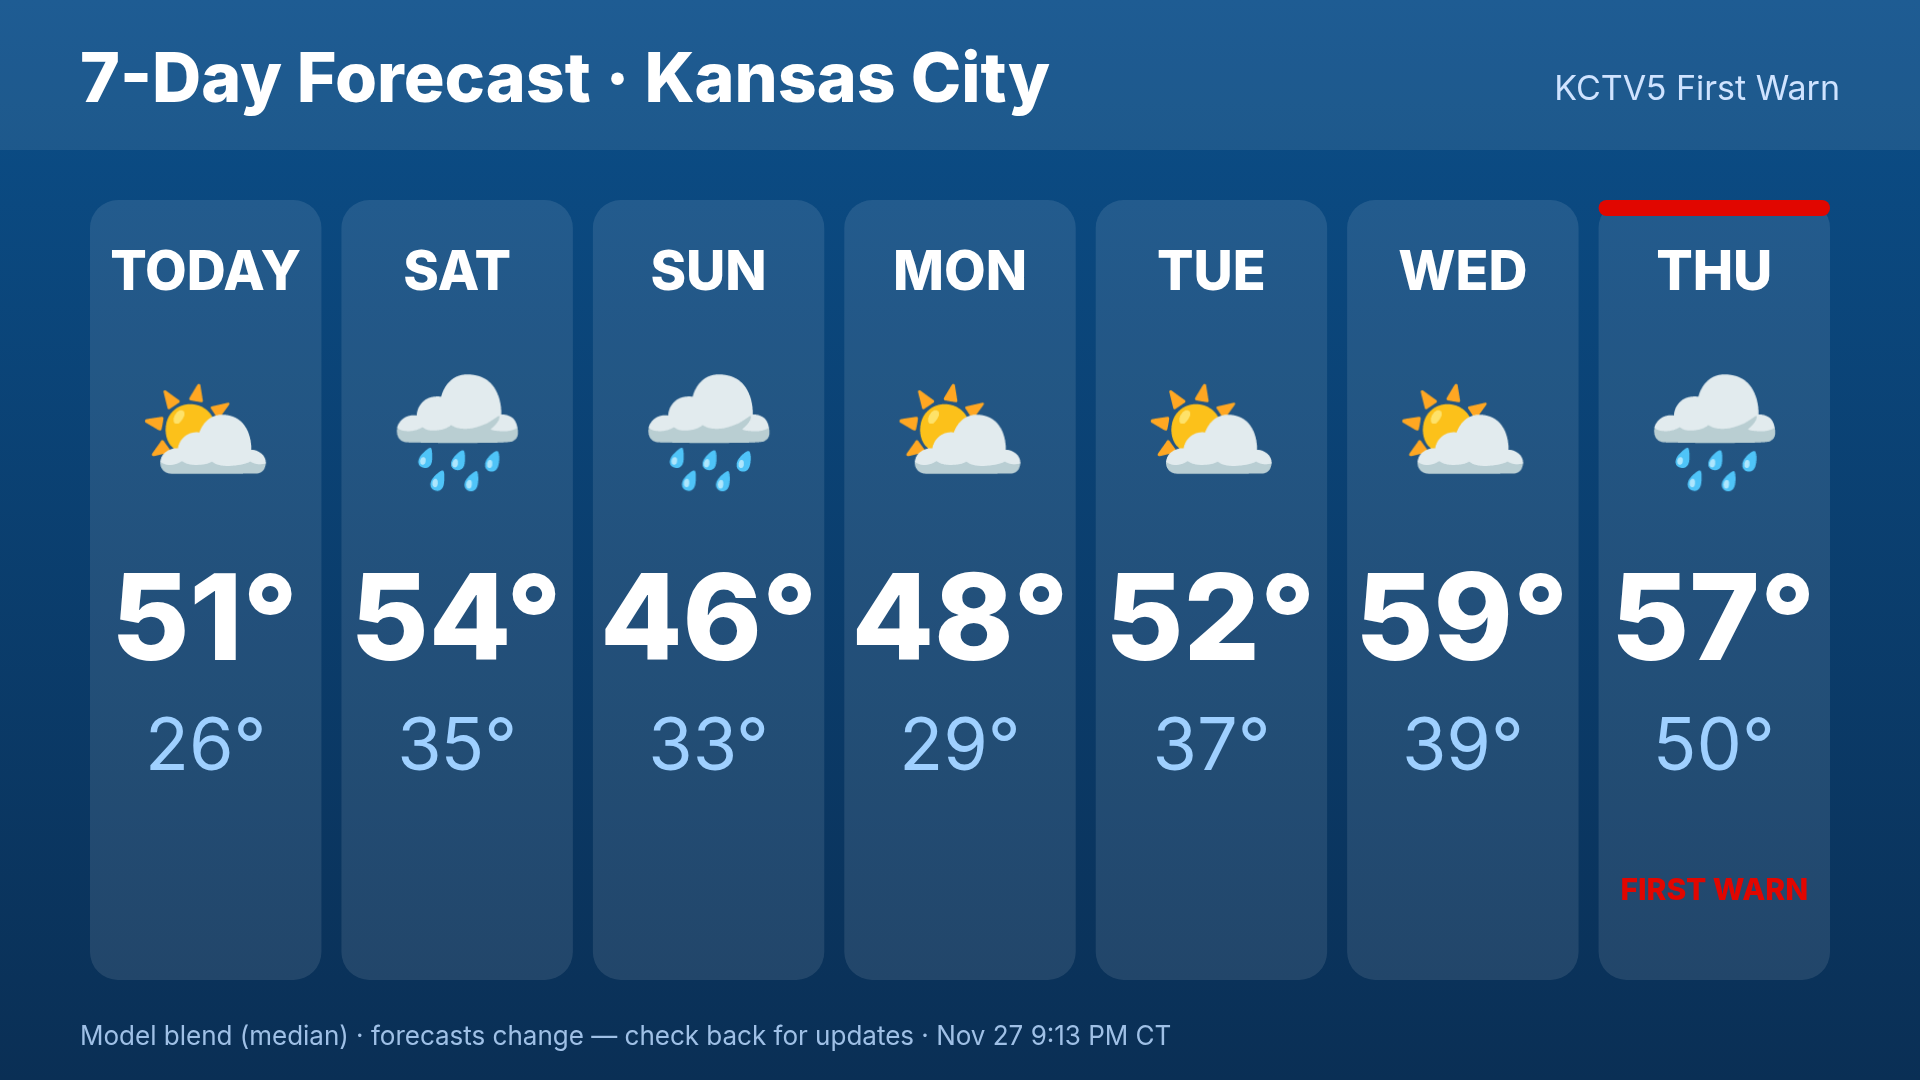 7-Day Forecast · Kansas City
KCTV5 First Warn
TODAY SAT SUN MON TUE WED THU
51° 54° 46° 48° 52° 59° 57°
26° 35° 33° 29° 37° 39° 50°
FIRST WARN
Model blend (median) · forecasts change — check back for updates · Nov 27 9:13 PM CT